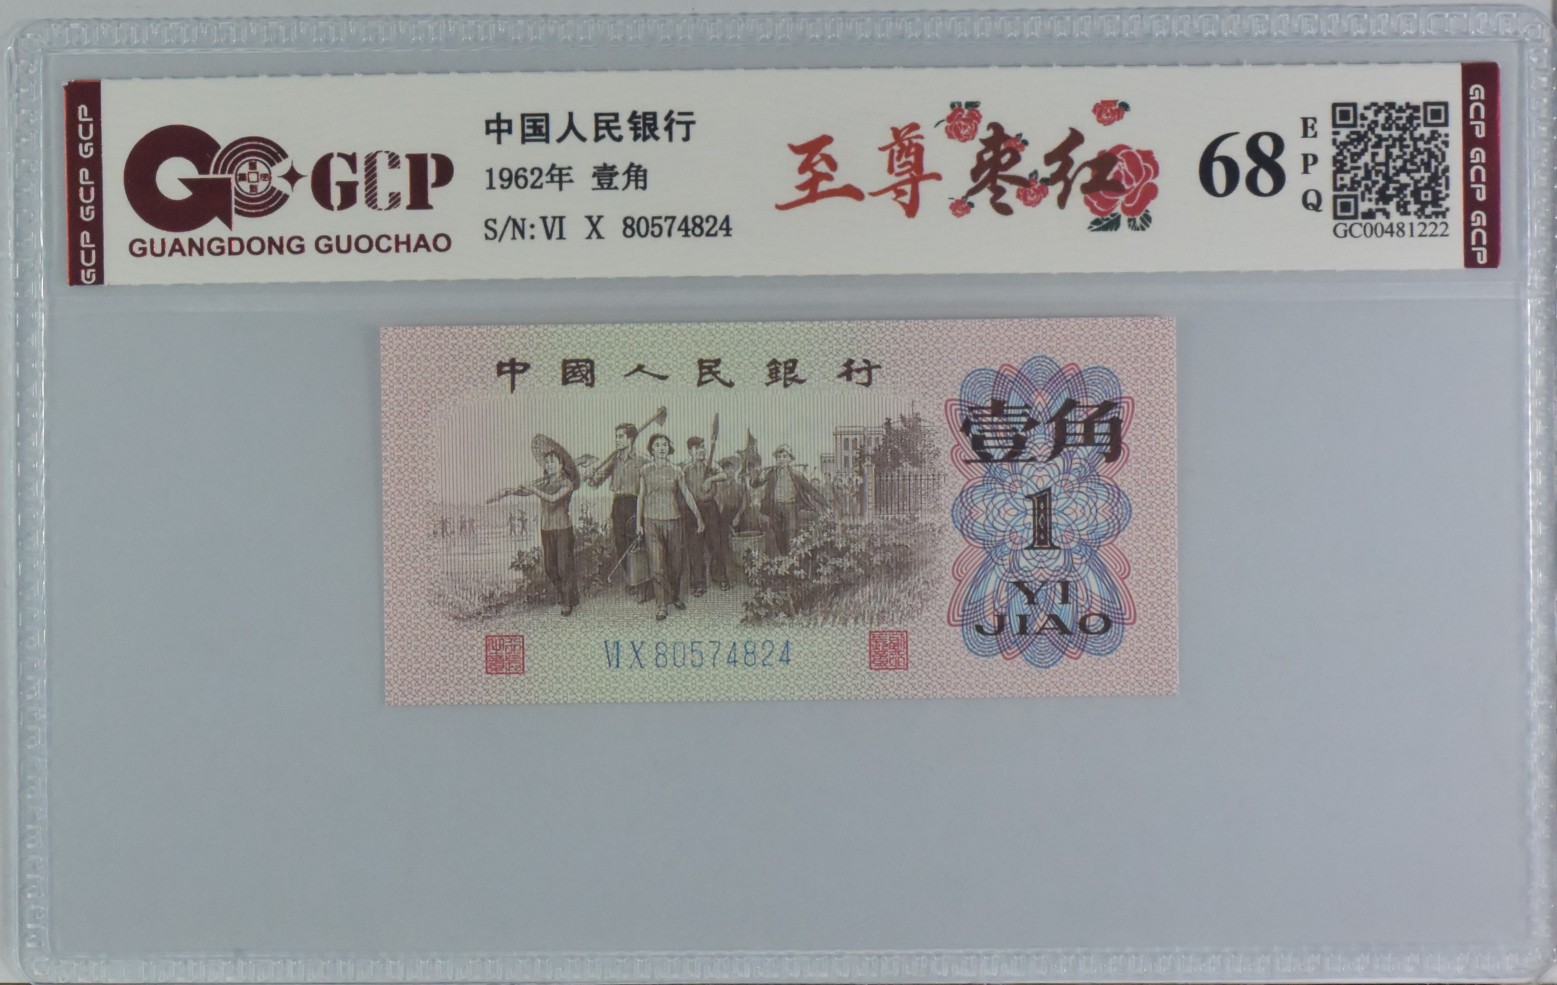 GCP GCP GCP
GCP
GUANGDONG GUOCHAO
中国人民银行
1962年 壹角
S/N: VI X 80574824
至尊枣红
68
EPQ
GC00481222
GCP GCP GCP
中國人民銀行
壹角
1
YI
JIAO
VI X 80574824